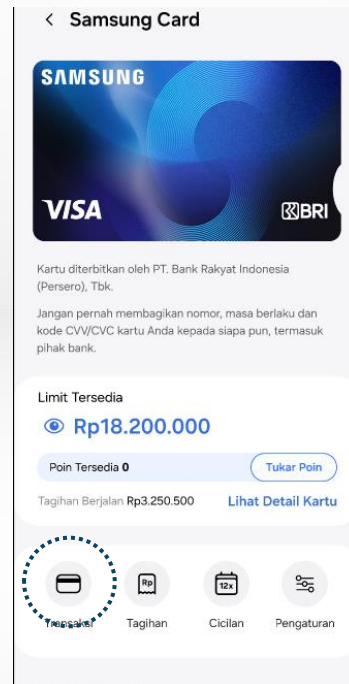 < Samsung Card
SAMSUNG
VISA
BRI
Kartu diterbitkan oleh PT. Bank Rakyat Indonesia
(Persero), Tbk.
Jangan pernah membagikan nomor, masa berlaku dan
kode CVV/CVC kartu Anda kepada siapa pun, termasuk
pihak bank.
Limit Tersedia
Rp18.200.000
Poin Tersedia 0
Tukar Poin
Tagihan Berjalan Rp3.250.500
Lihat Detail Kartu
Rp
12x
Transaksi
Tagihan
Cicilan
Pengaturan